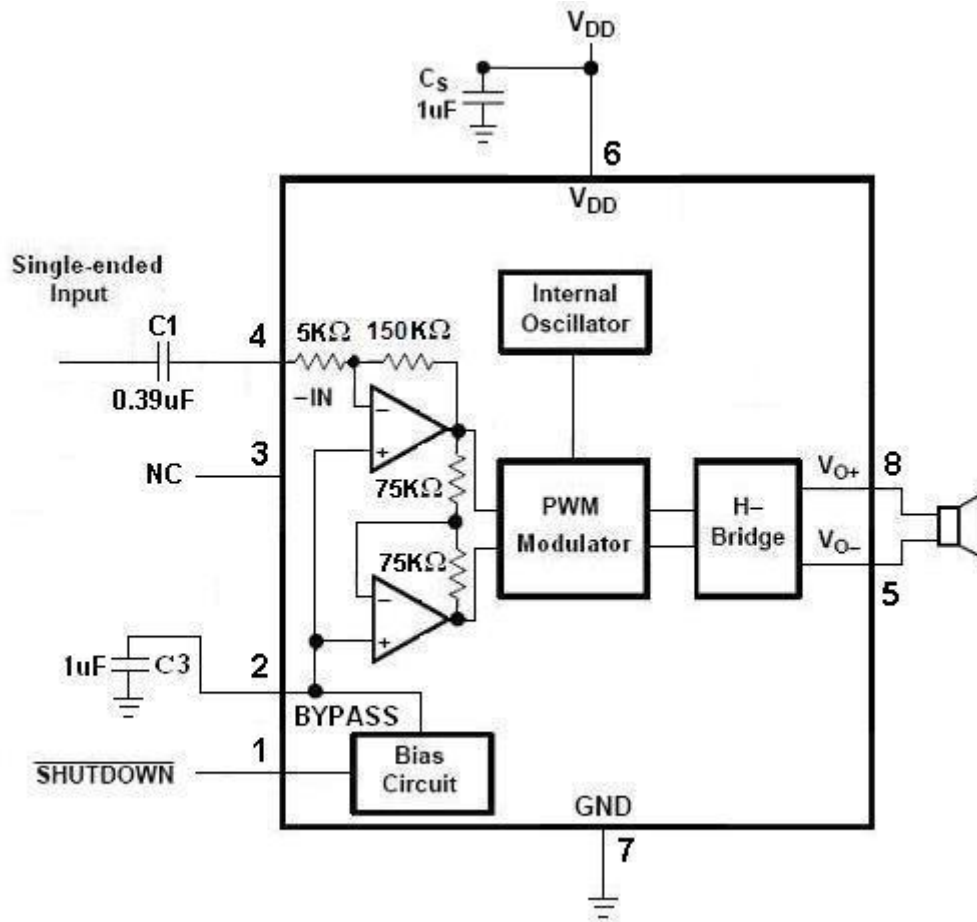 VDD
CS
1uF
6
VDD
Single-ended
Input
C1
0.39uF
4
5KΩ 150KΩ
–IN
Internal
Oscillator
3
NC
75KΩ
PWM
Modulator
H–
Bridge
VO+
8
VO–
5
75KΩ
1uF C3
2
BYPASS
1
SHUTDOWN
Bias
Circuit
GND
7
− + − +